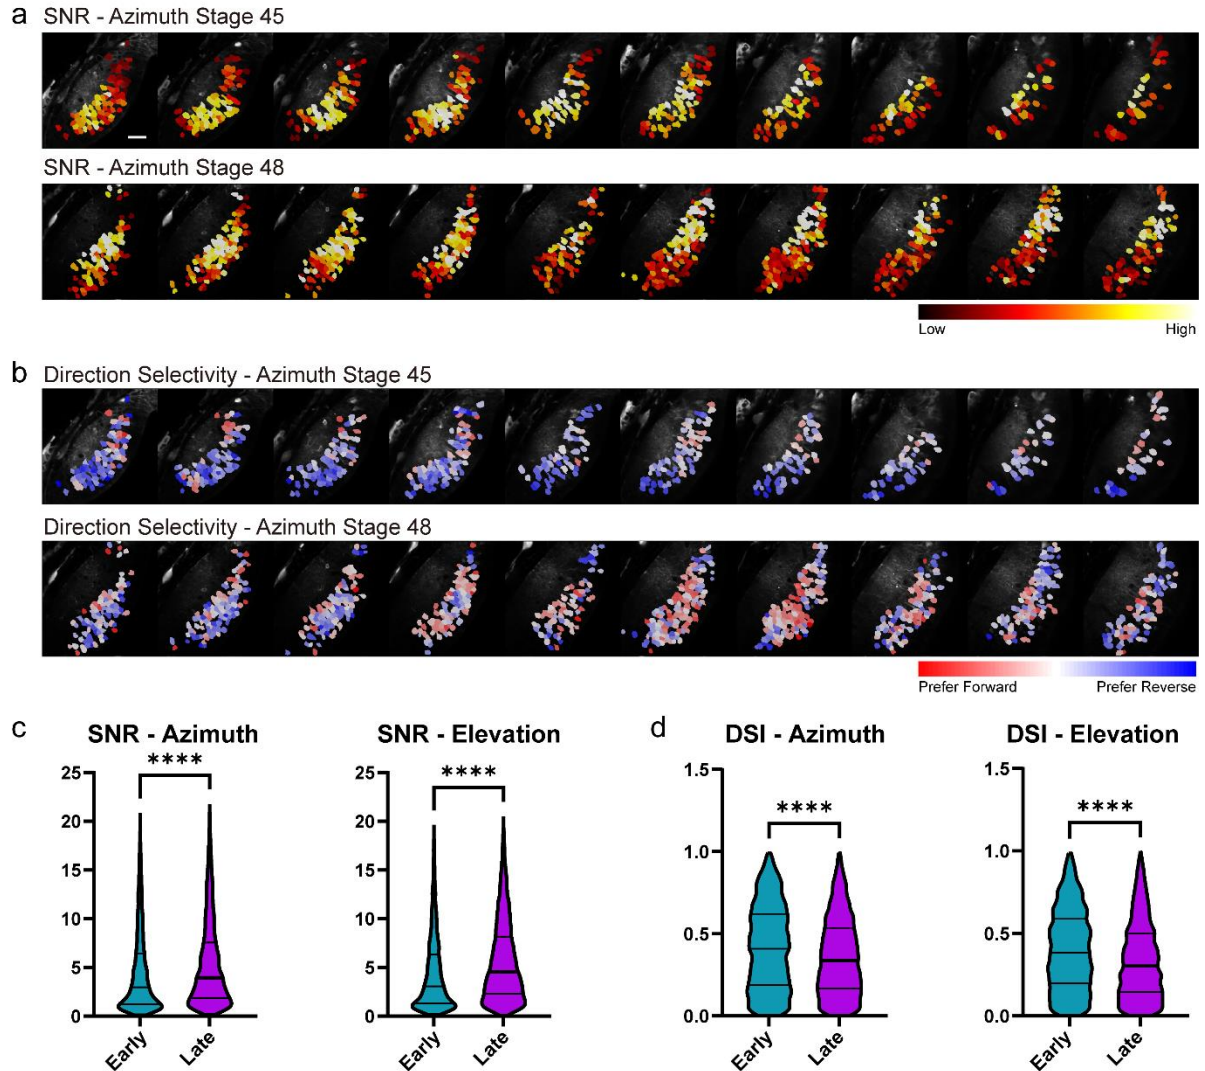 a
SNR - Azimuth Stage 45
SNR - Azimuth Stage 48
Low
High
b
Direction Selectivity - Azimuth Stage 45
Direction Selectivity - Azimuth Stage 48
Prefer Forward
Prefer Reverse
c
SNR - Azimuth
****
25
20
15
10
5
0
Early
Late
SNR - Elevation
****
25
20
15
10
5
0
Early
Late
d
DSI - Azimuth
****
1.5
1.0
0.5
0.0
Early
Late
DSI - Elevation
****
1.5
1.0
0.5
0.0
Early
Late